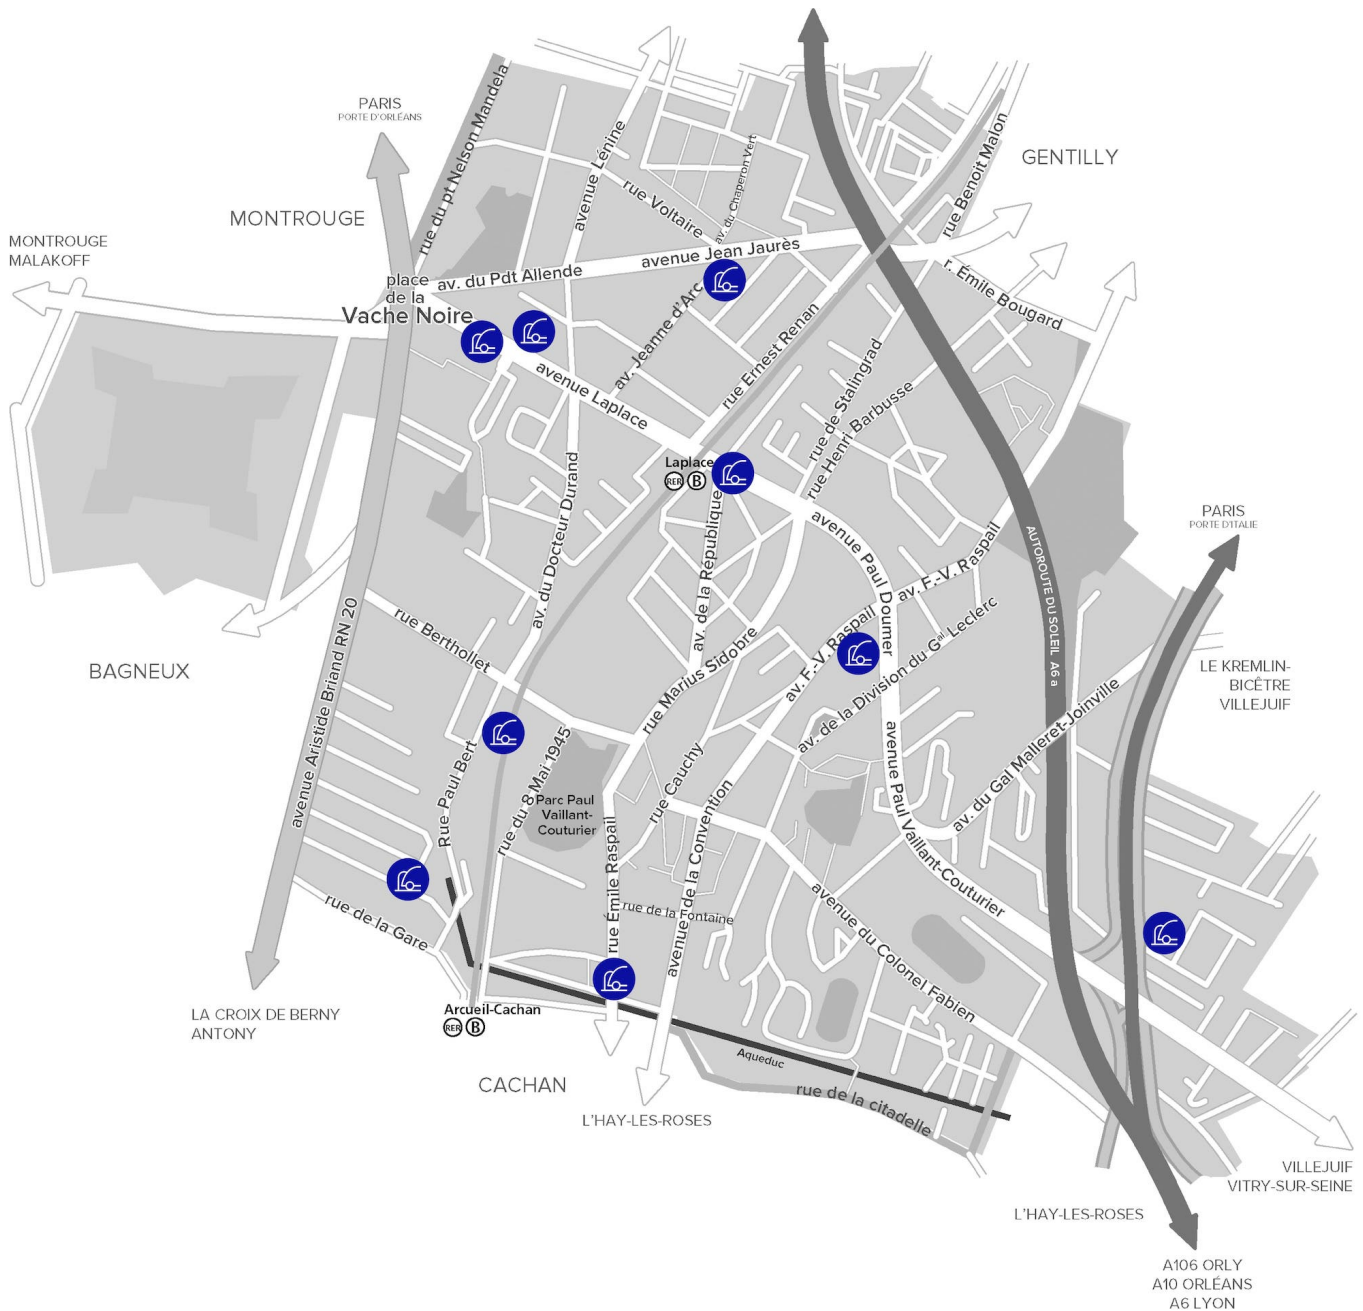 PARIS
PORTE D'ORLÉANS
rue du pt Nelson Mandela
avenue Lénine
av. du Chaperon Vert
rue Voltaire
rue Benoit Malon
GENTILLY
MONTROUGE
MONTROUGE
MALAKOFF
place
de la
Vache Noire
av. du Pdt Allende
avenue Jean Jaurès
r. Émile Bougard
av. Jeanne d'Arc
rue Ernest Renan
avenue Laplace
rue de Stalingrad
rue Henri Barbusse
Laplace
RER B
av. du Docteur Durand
av. de la République
avenue Paul Doumer
av. F.-V. Raspail
AUTOROUTE DU SOLEIL A6 a
PARIS
PORTE D'ITALIE
avenue Aristide Briand RN 20
rue Berthollet
rue Marius Sidobre
av. F.-V. Raspail
av. de la Division du Gal Leclerc
LE KREMLIN-
BICÊTRE
VILLEJUIF
BAGNEUX
Rue Paul Bert
rue du 8 Mai 1945
Parc Paul
Vaillant-
Couturier
rue Cauchy
avenue de la Convention
avenue Paul Vaillant-Couturier
av. du Gal Malleret-Joinville
rue Emile Raspail
rue de la Fontaine
avenue du Colonel Fabien
rue de la Gare
LA CROIX DE BERNY
ANTONY
Arcueil-Cachan
RER B
Aqueduc
rue de la citadelle
CACHAN
L'HAY-LES-ROSES
VILLEJUIF
VITRY-SUR-SEINE
L'HAY-LES-ROSES
A106 ORLY
A10 ORLÉANS
A6 LYON